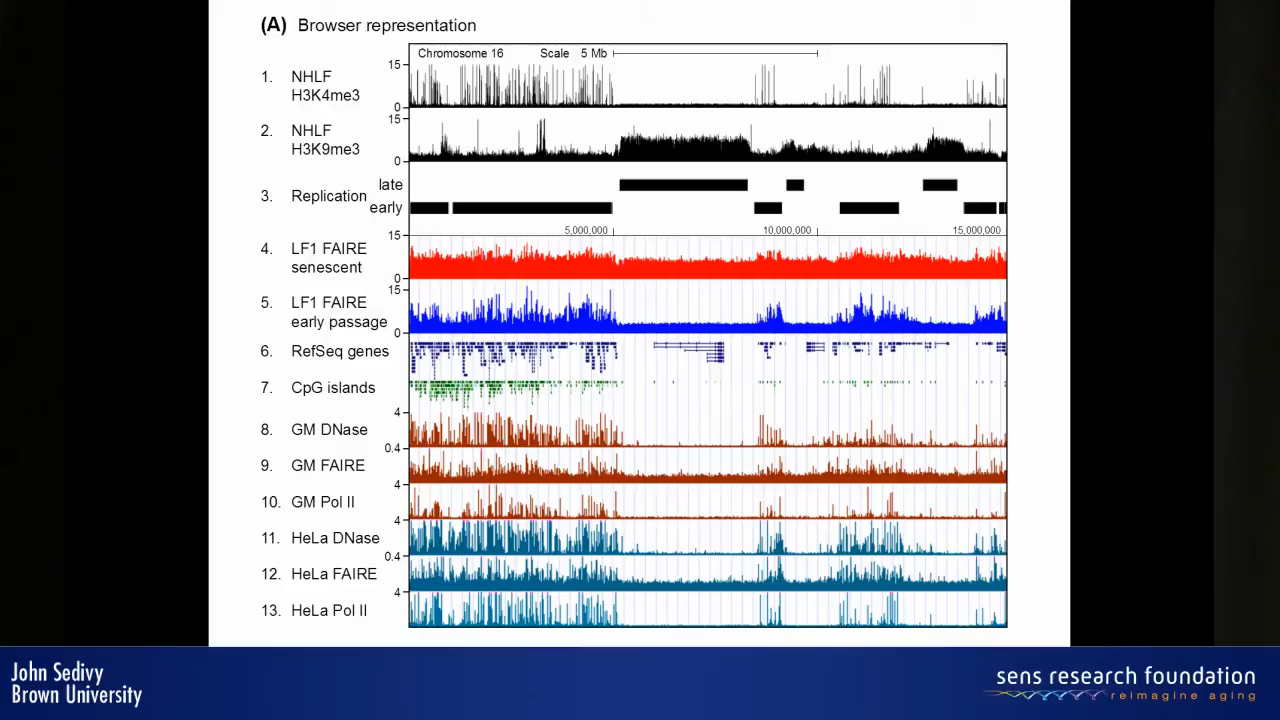 (A) Browser representation
Chromosome 16 Scale 5 Mb
1. NHLF H3K4me3
15
0
2. NHLF H3K9me3
15
0
3. Replication
late
early
5,000,000 10,000,000 15,000,000
4. LF1 FAIRE senescent
15
0
5. LF1 FAIRE early passage
15
0
6. RefSeq genes
7. CpG islands
4
8. GM DNase
0.4
9. GM FAIRE
4
10. GM Pol II
4
11. HeLa DNase
0.4
12. HeLa FAIRE
4
13. HeLa Pol II
John Sedivy
Brown University
sens research foundation
reimagine aging